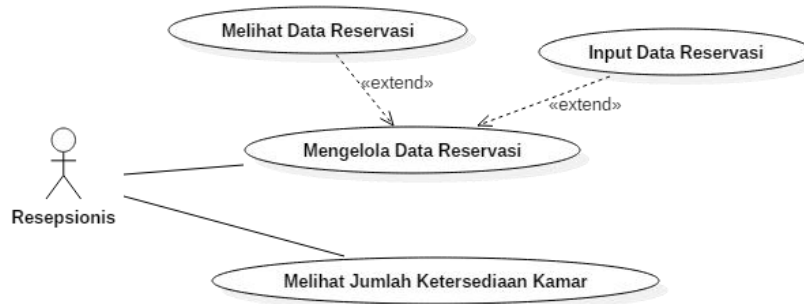 Melihat Data Reservasi
Input Data Reservasi
«extend»
«extend»
Mengelola Data Reservasi
Resepsionis
Melihat Jumlah Ketersediaan Kamar